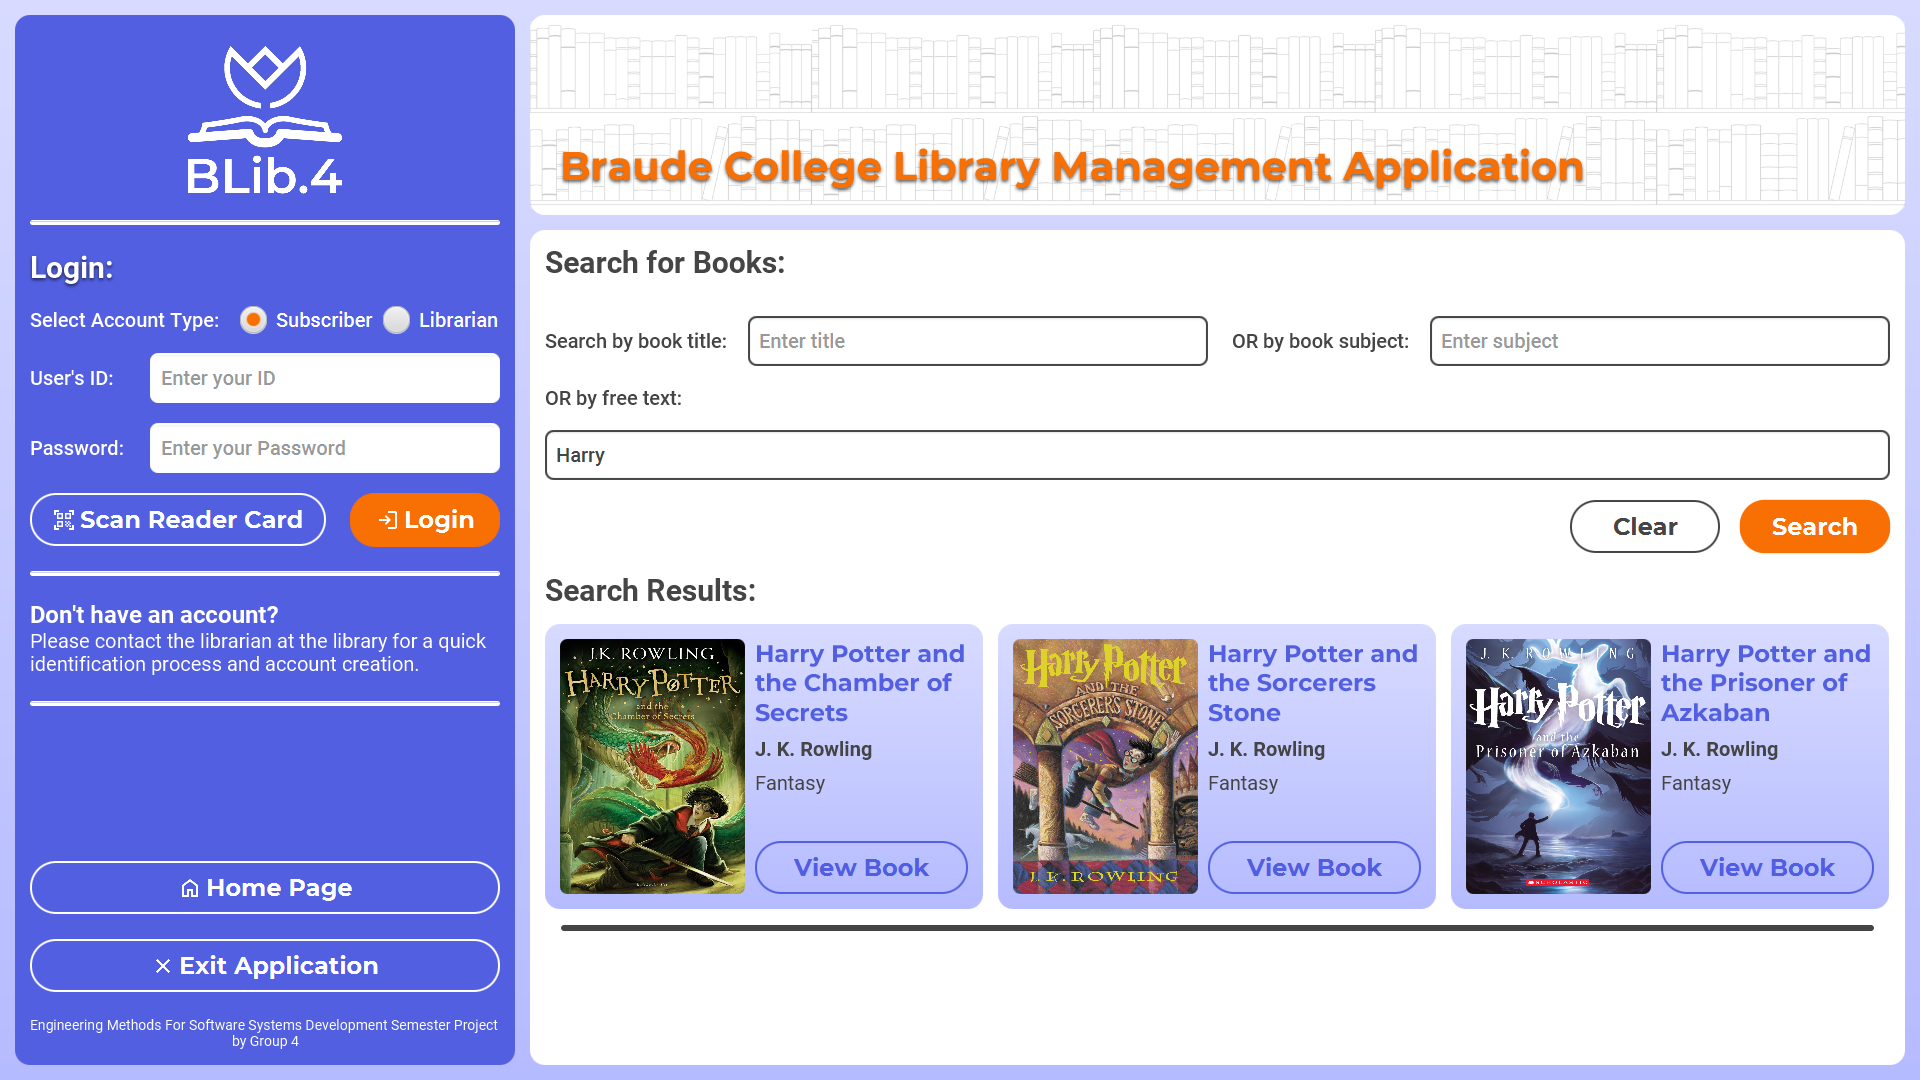 BLib.4
Login:
Select Account Type: Subscriber Librarian
User's ID: Enter your ID
Password: Enter your Password
Scan Reader Card Login
Don't have an account?
Please contact the librarian at the library for a quick
identification process and account creation.
Home Page
Exit Application
Engineering Methods For Software Systems Development Semester Project
by Group 4
Braude College Library Management Application
Search for Books:
Search by book title: Enter title OR by book subject: Enter subject
OR by free text:
Harry
Clear Search
Search Results:
J.K. ROWLING
HARRY POTTER
and the
Chamber of Secrets
Harry Potter and
the Chamber of
Secrets
J. K. Rowling
Fantasy
View Book
Harry Potter
AND THE
SORCERER'S STONE
J. K. ROWLING
Harry Potter and
the Sorcerers
Stone
J. K. Rowling
Fantasy
View Book
J. K. ROWLING
Harry Potter
and the
Prisoner of Azkaban
SCHOLASTIC
Harry Potter and
the Prisoner of
Azkaban
J. K. Rowling
Fantasy
View Book